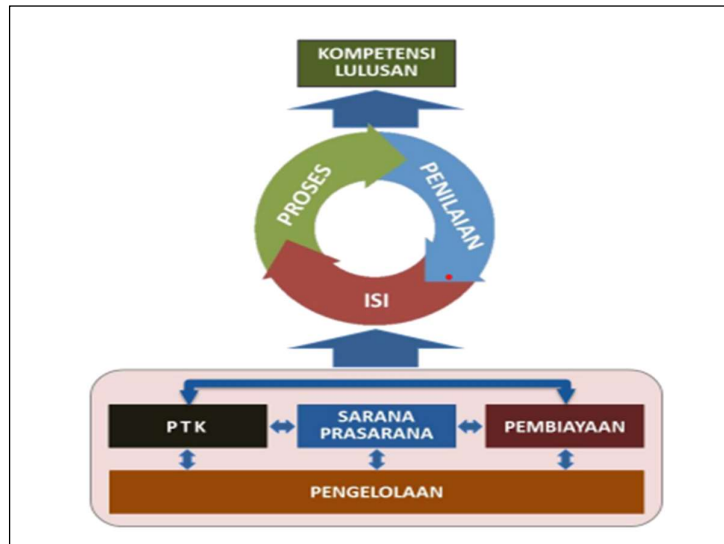 KOMPETENSI
LULUSAN
PROSES
PENILAIAN
ISI
PTK
SARANA
PRASARANA
PEMBIAYAAN
PENGELOLAAN